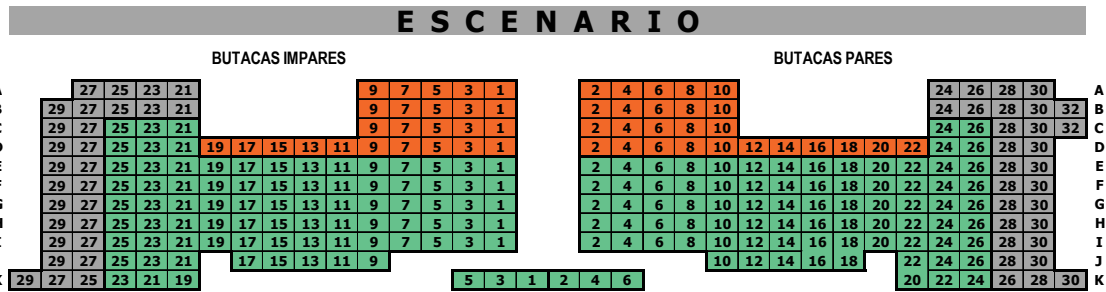 ESCENARIO
BUTACAS IMPARES BUTACAS PARES
27 25 23 21 9 7 5 3 1 2 4 6 8 10 24 26 28 30 A
29 27 25 23 21 9 7 5 3 1 2 4 6 8 10 24 26 28 30 32 B
29 27 25 23 21 9 7 5 3 1 2 4 6 8 10 24 26 28 30 32 C
29 27 25 23 21 19 17 15 13 11 9 7 5 3 1 2 4 6 8 10 12 14 16 18 20 22 24 26 28 30 D
29 27 25 23 21 19 17 15 13 11 9 7 5 3 1 2 4 6 8 10 12 14 16 18 20 22 24 26 28 30 E
29 27 25 23 21 19 17 15 13 11 9 7 5 3 1 2 4 6 8 10 12 14 16 18 20 22 24 26 28 30 F
29 27 25 23 21 19 17 15 13 11 9 7 5 3 1 2 4 6 8 10 12 14 16 18 20 22 24 26 28 30 G
29 27 25 23 21 19 17 15 13 11 9 7 5 3 1 2 4 6 8 10 12 14 16 18 20 22 24 26 28 30 H
29 27 25 23 21 19 17 15 13 11 9 7 5 3 1 2 4 6 8 10 12 14 16 18 20 22 24 26 28 30 I
29 27 25 23 21 17 15 13 11 9 10 12 14 16 18 22 24 26 28 30 J
29 27 25 23 21 19 5 3 1 2 4 6 20 22 24 26 28 30 K